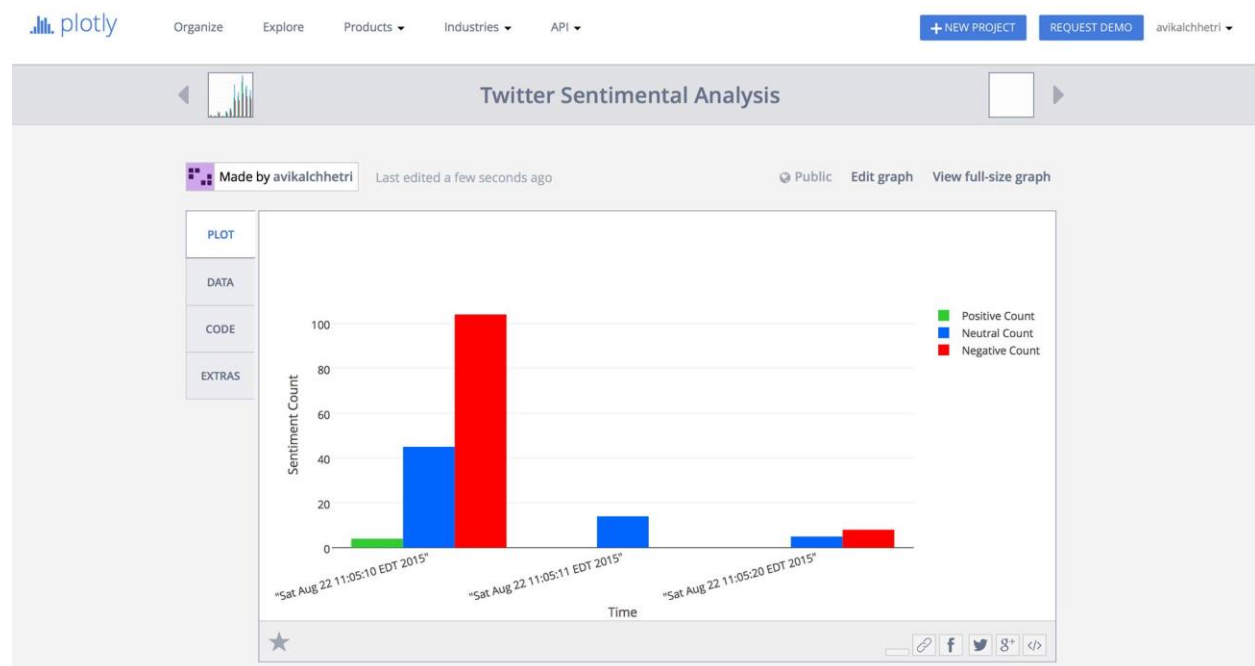 plotly Organize Explore Products Industries API + NEW PROJECT REQUEST DEMO avikalchhetri
Twitter Sentimental Analysis
Made by avikalchhetri Last edited a few seconds ago Public Edit graph View full-size graph
PLOT
DATA
CODE
EXTRAS
Sentiment Count
100
80
60
40
20
0
Positive Count
Neutral Count
Negative Count
"Sat Aug 22 11:05:10 EDT 2015"
"Sat Aug 22 11:05:11 EDT 2015"
"Sat Aug 22 11:05:20 EDT 2015"
Time
f 8+ </>